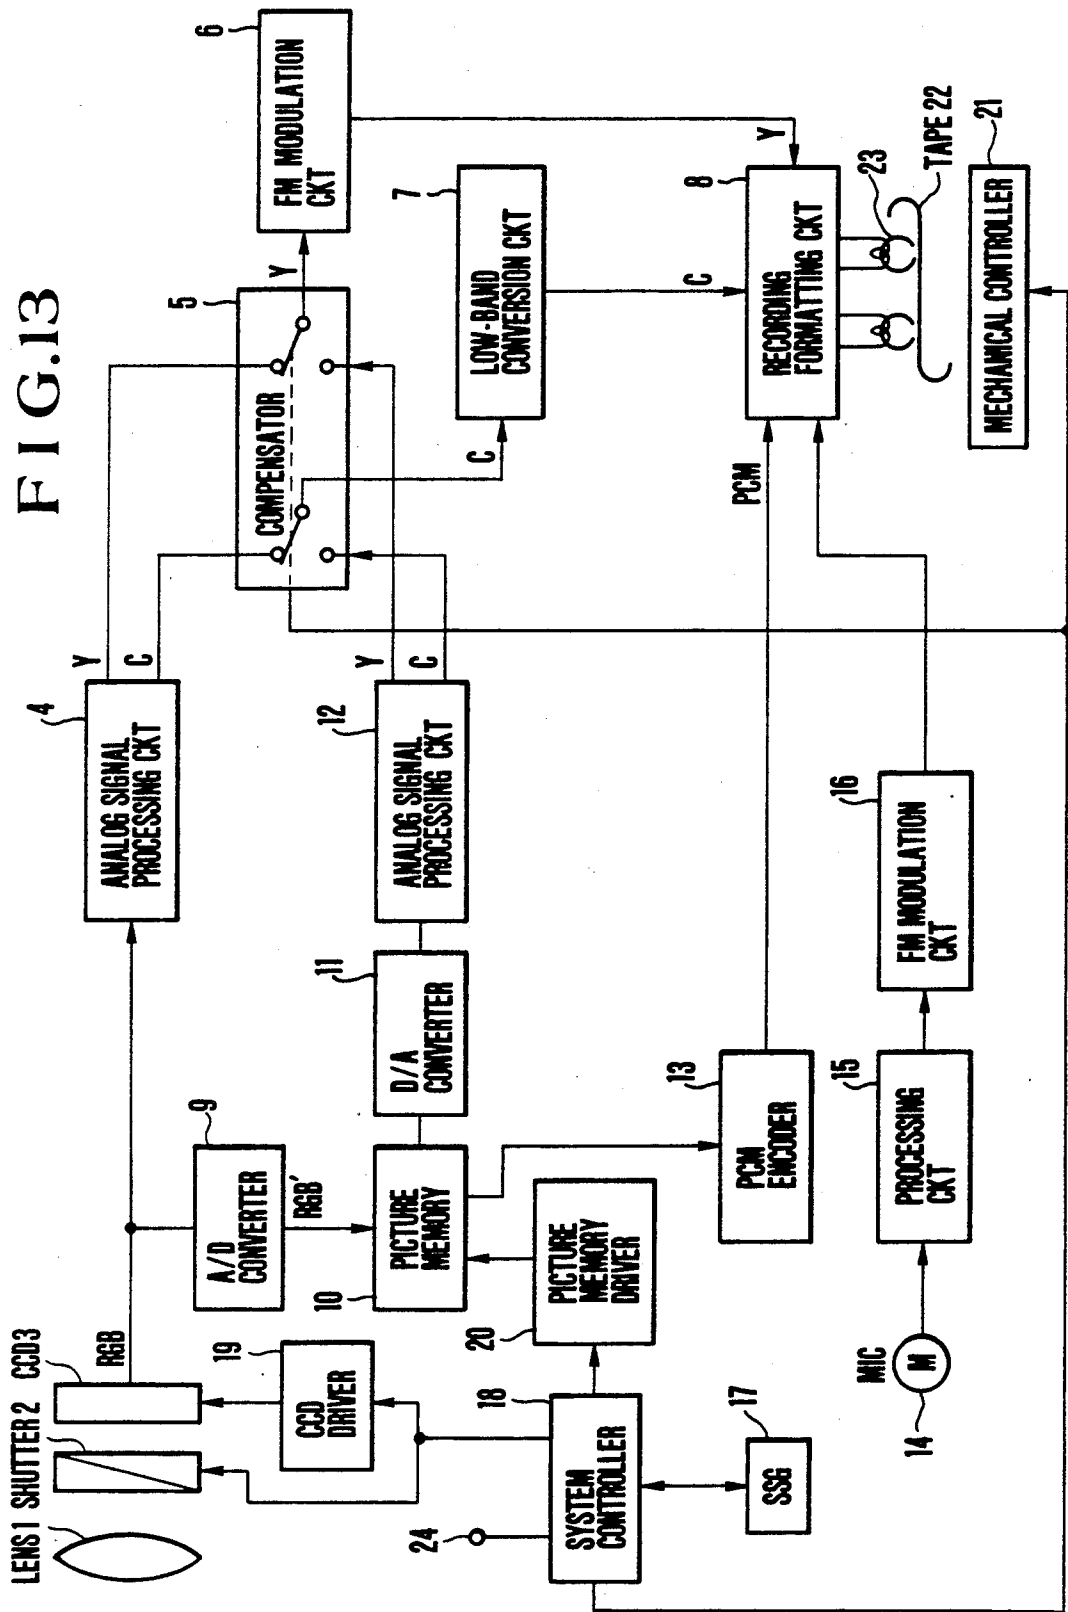 FIG.13
LENS 1
SHUTTER 2
CCD3
RGB
4
ANALOG SIGNAL
PROCESSING CKT
Y
C
5
COMPENSATOR
Y
6
FM MODULATION
CKT
9
A/D
CONVERTER
RGB'
19
CCD
DRIVER
10
PICTURE
MEMORY
11
D/A
CONVERTER
12
ANALOG SIGNAL
PROCESSING CKT
Y
C
C
7
LOW-BAND
CONVERSION CKT
C
Y
24
18
SYSTEM
CONTROLLER
20
PICTURE
MEMORY
DRIVER
17
SSG
13
PCM
ENCODER
PCM
8
RECORDING
FORMATTING CKT
23
TAPE 22
MIC
M
14
15
PROCESSING
CKT
16
FM MODULATION
CKT
21
MECHANICAL CONTROLLER